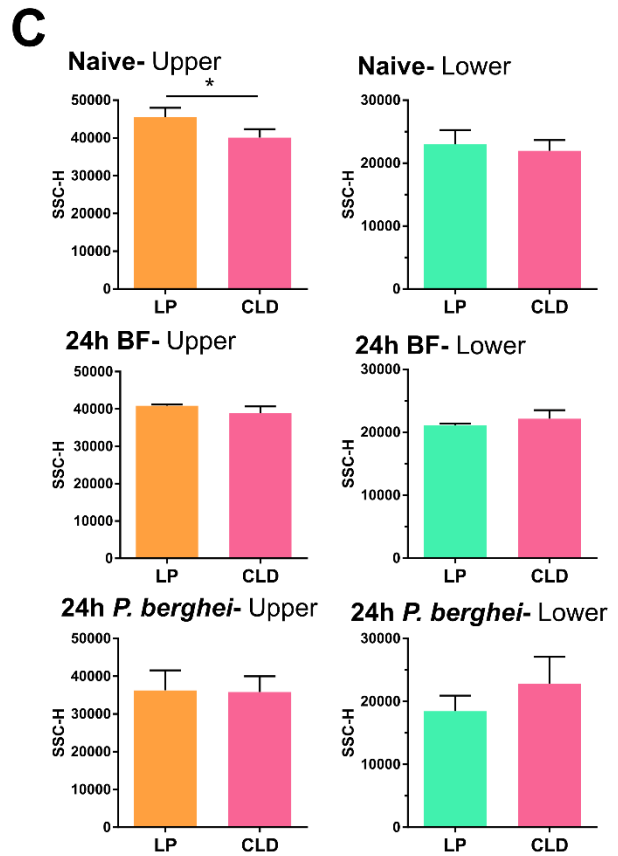 C
Naive- Upper
*
50000
40000
30000
20000
10000
0
SSC-H
LP CLD
Naive- Lower
30000
20000
10000
0
SSC-H
LP CLD
24h BF- Upper
50000
40000
30000
20000
10000
0
SSC-H
LP CLD
24h BF- Lower
30000
20000
10000
0
SSC-H
LP CLD
24h P. berghei- Upper
50000
40000
30000
20000
10000
0
SSC-H
LP CLD
24h P. berghei- Lower
30000
20000
10000
0
SSC-H
LP CLD